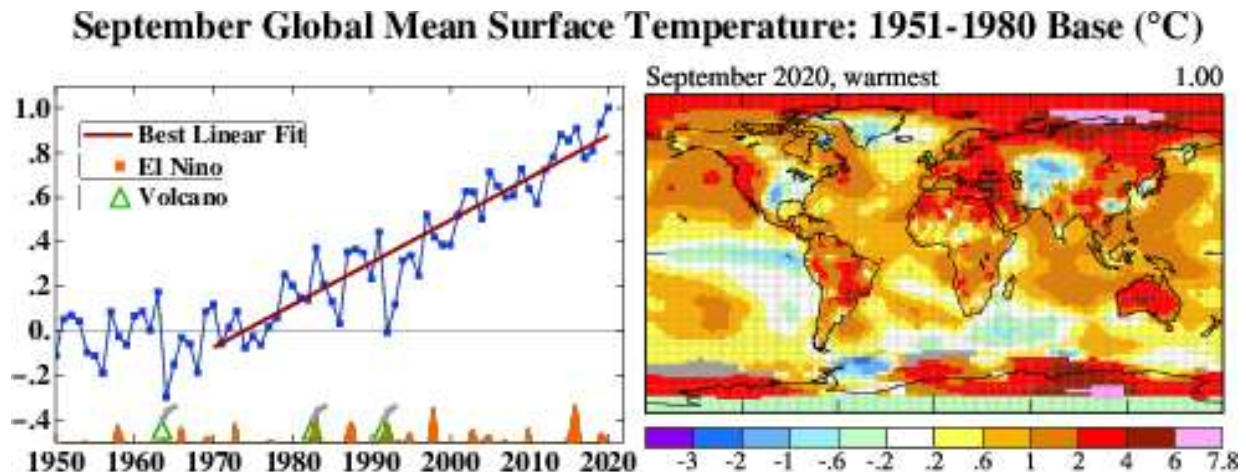 September Global Mean Surface Temperature: 1951-1980 Base (°C)
September 2020, warmest 1.00
1.0
.8
.6
.4
.2
0.
-.2
-.4
Best Linear Fit
El Nino
Volcano
1950 1960 1970 1980 1990 2000 2010 2020
-3 -2 -1 -.6 -.2 .2 .6 1 2 4 6 7.8